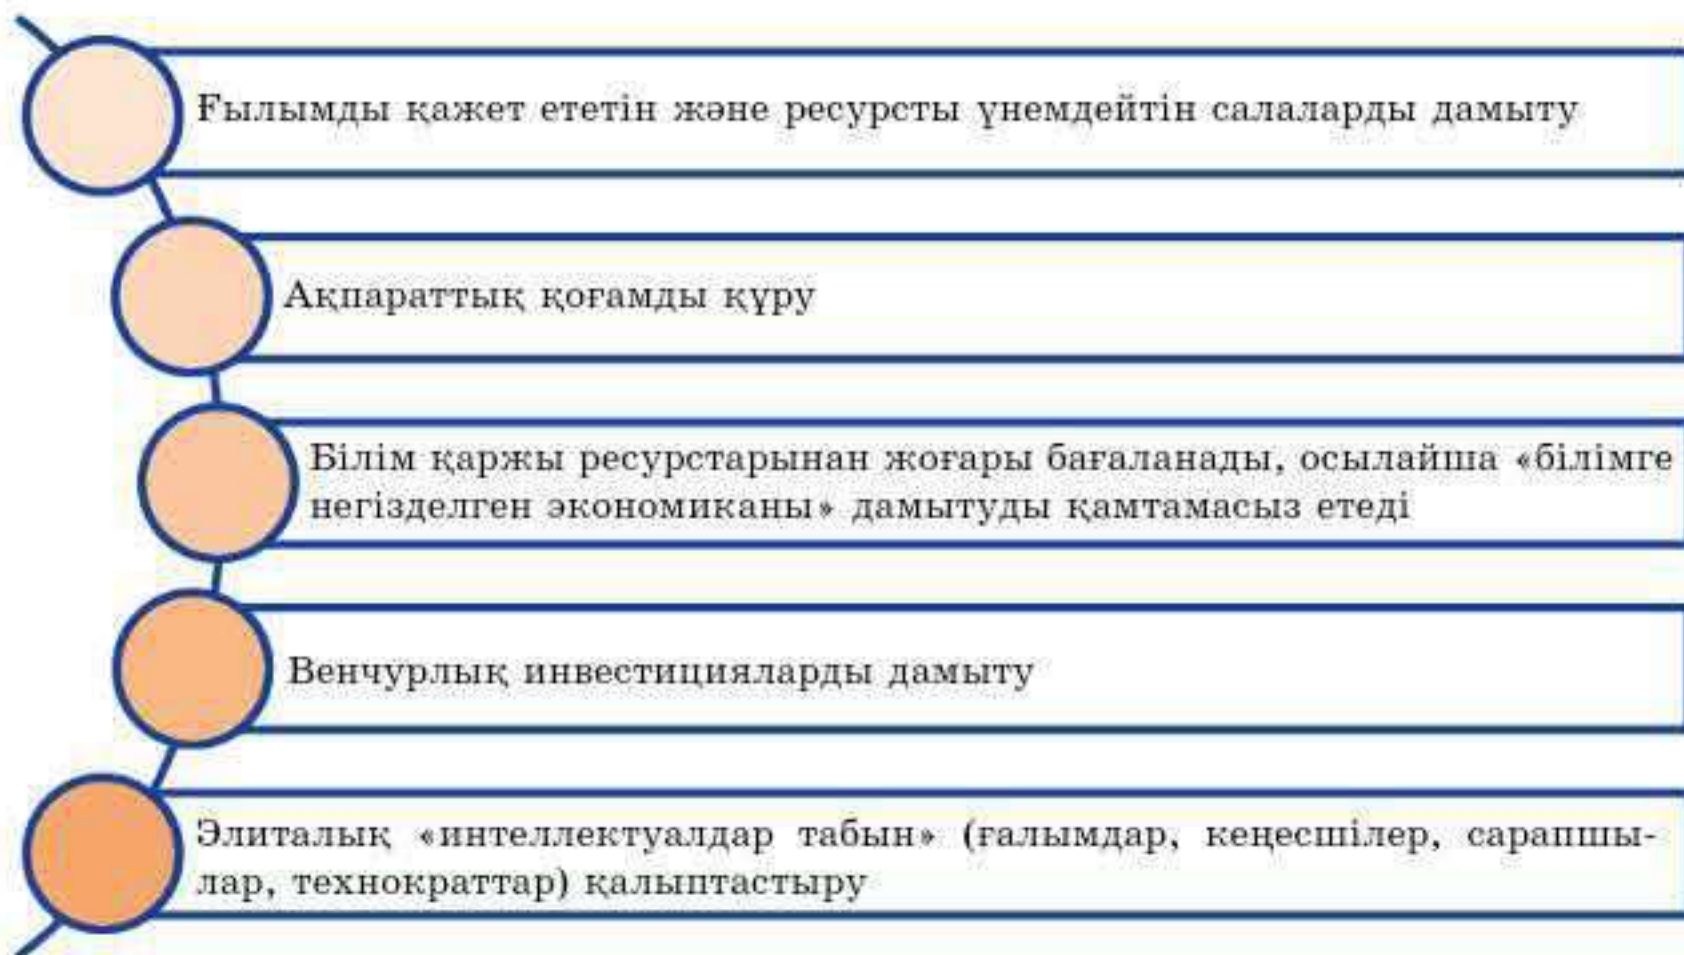 Ғылымды қажет ететін және ресурсты үнемдейтін салаларды дамыту
Ақпараттық қоғамды құру
Білім қаржы ресурстарынан жоғары бағаланады, осылайша «білімге
негізделген экономиканы» дамытуды қамтамасыз етеді
Венчурлық инвестицияларды дамыту
Элиталық «интеллектуалдар табын» (ғалымдар, кеңесшілер, сарапшы-
лар, технократтар) қалыптастыру